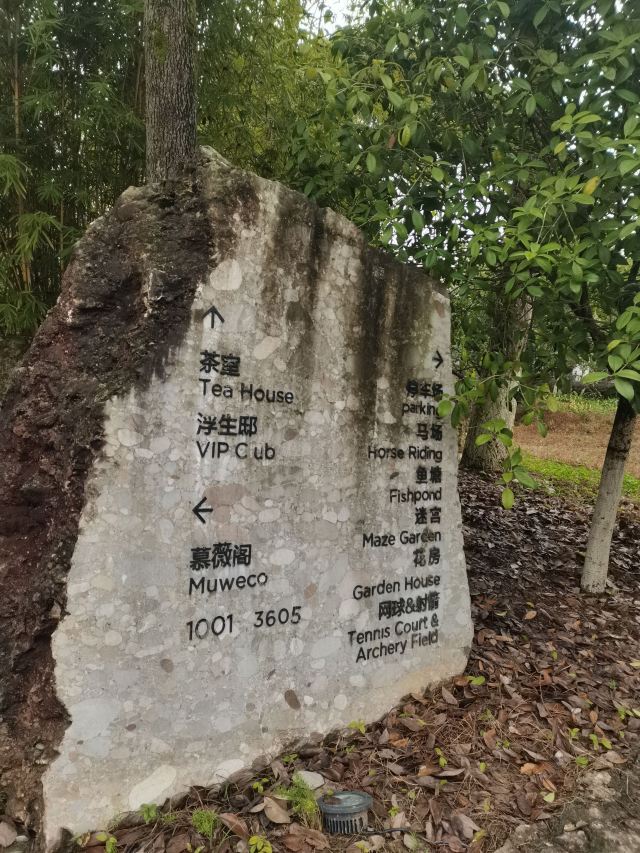 ↑
茶室
Tea House
浮生邸
VIP Club
←
慕薇阁
Muweco
1001 3605
→
停车场
parking
马场
Horse Riding
鱼塘
Fishpond
迷宫
Maze Garden
花房
Garden House
网球&射箭
Tennis Court &
Archery Field